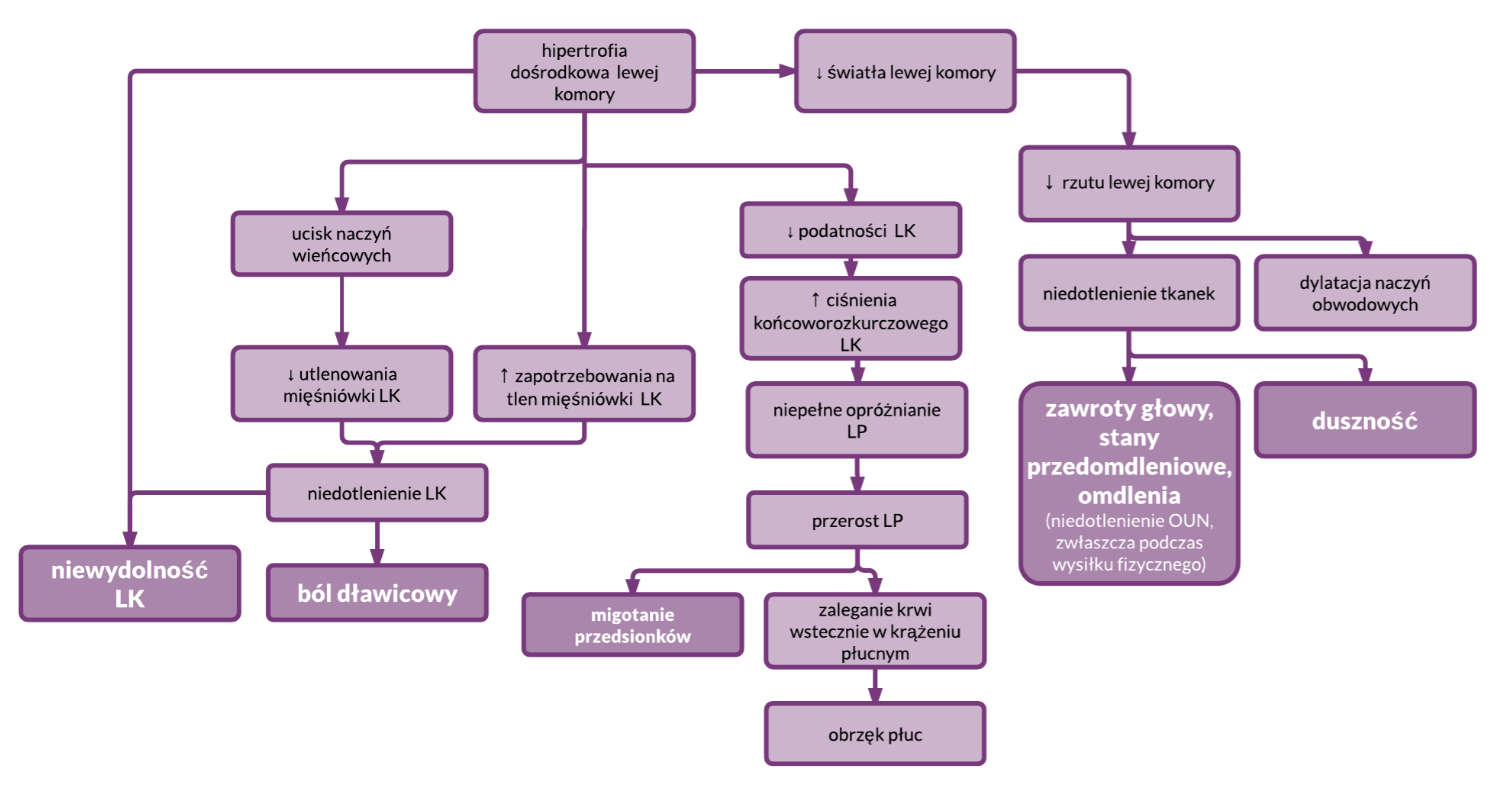 hipertrofia
dośrodkowa lewej
komory
↓ światła lewej komory
↓ rzutu lewej komory
ucisk naczyń
wieńcowych
↓ podatności LK
niedotlenienie tkanek
dylatacja naczyń
obwodowych
↑ ciśnienia
końcoworozkurczowego
LK
↓ utlenowania
mięśniówki LK
↑ zapotrzebowania na
tlen mięśniówki LK
niepełne opróżnianie
LP
zawroty głowy,
stany
przedomdleniowe,
omdlenia
(niedotlenienie OUN,
zwłaszcza podczas
wysiłku fizycznego)
duszność
niedotlenienie LK
przerost LP
niewydolność
LK
ból dławicowy
migotanie
przedsionków
zaleganie krwi
wstecznie w krążeniu
płucnym
obrzęk płuc